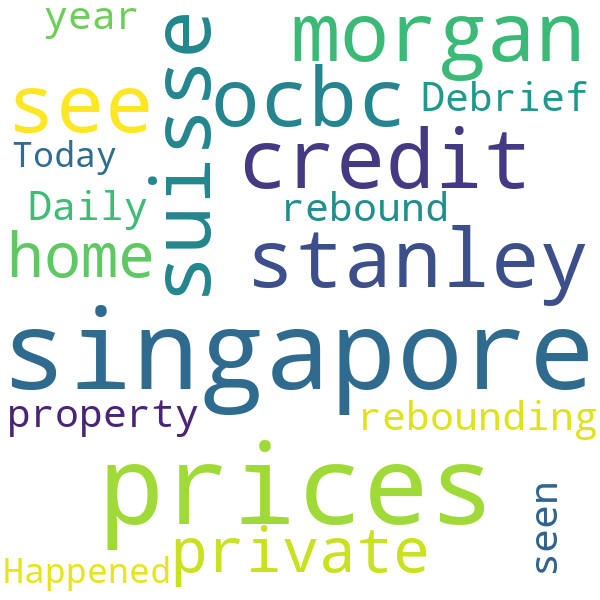 year
morgan
suisse
see
ocbc
Debrief
Today
credit
Daily
rebound
home
stanley
singapore
property
rebounding
prices
seen
private
Happened